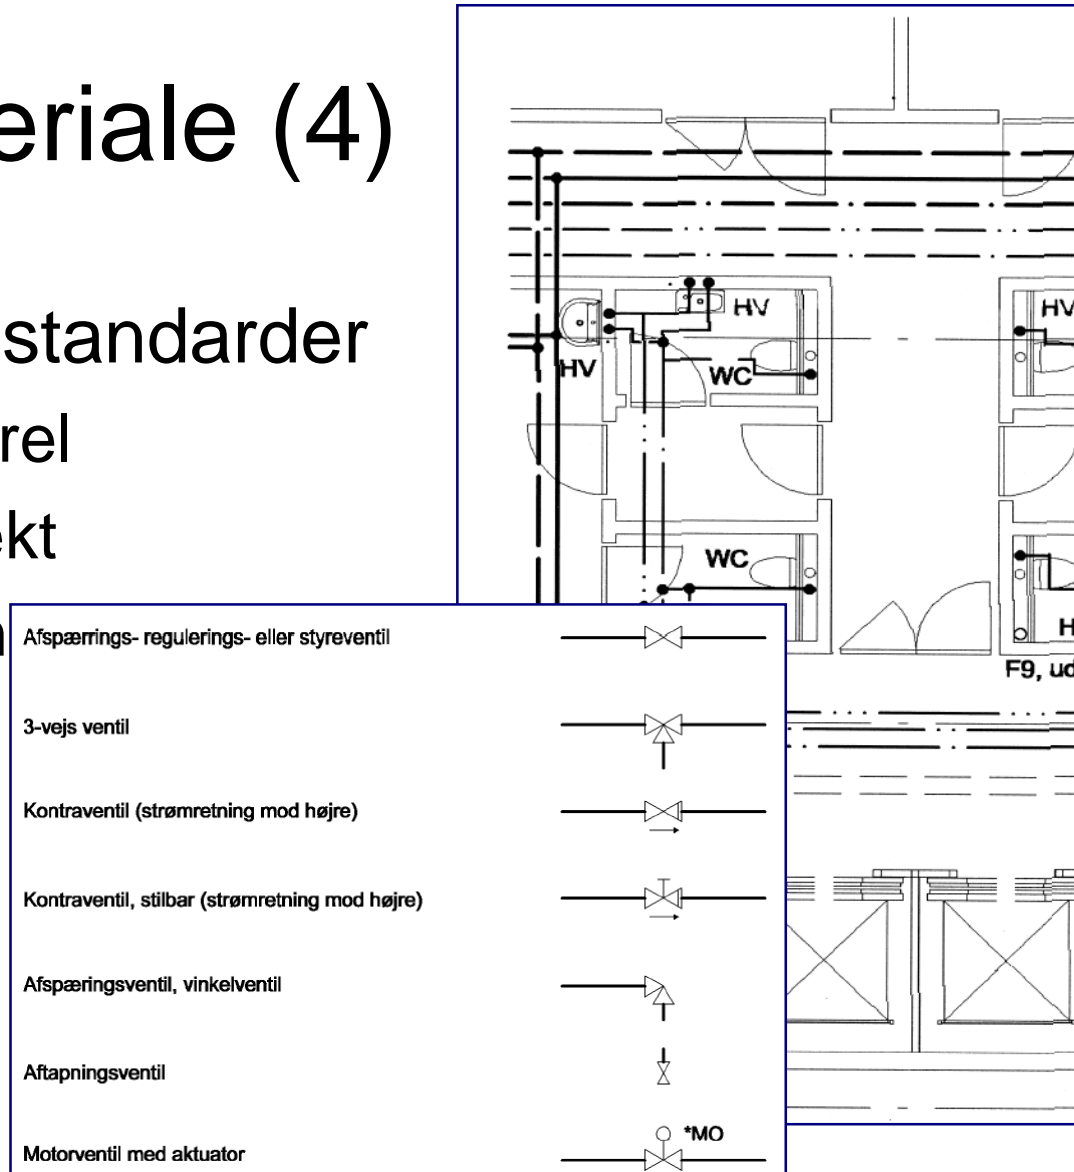 eriale (4)
standarder
rel
ekt
HV
HV
HV
WC
WC
H
F9, ud
Afspærrings- regulerings- eller styreventil
3-vejs ventil
Kontraventil (strømretning mod højre)
Kontraventil, stilbar (strømretning mod højre)
Afspæringsventil, vinkelventil
Aftapningsventil
*MO
Motorventil med aktuator